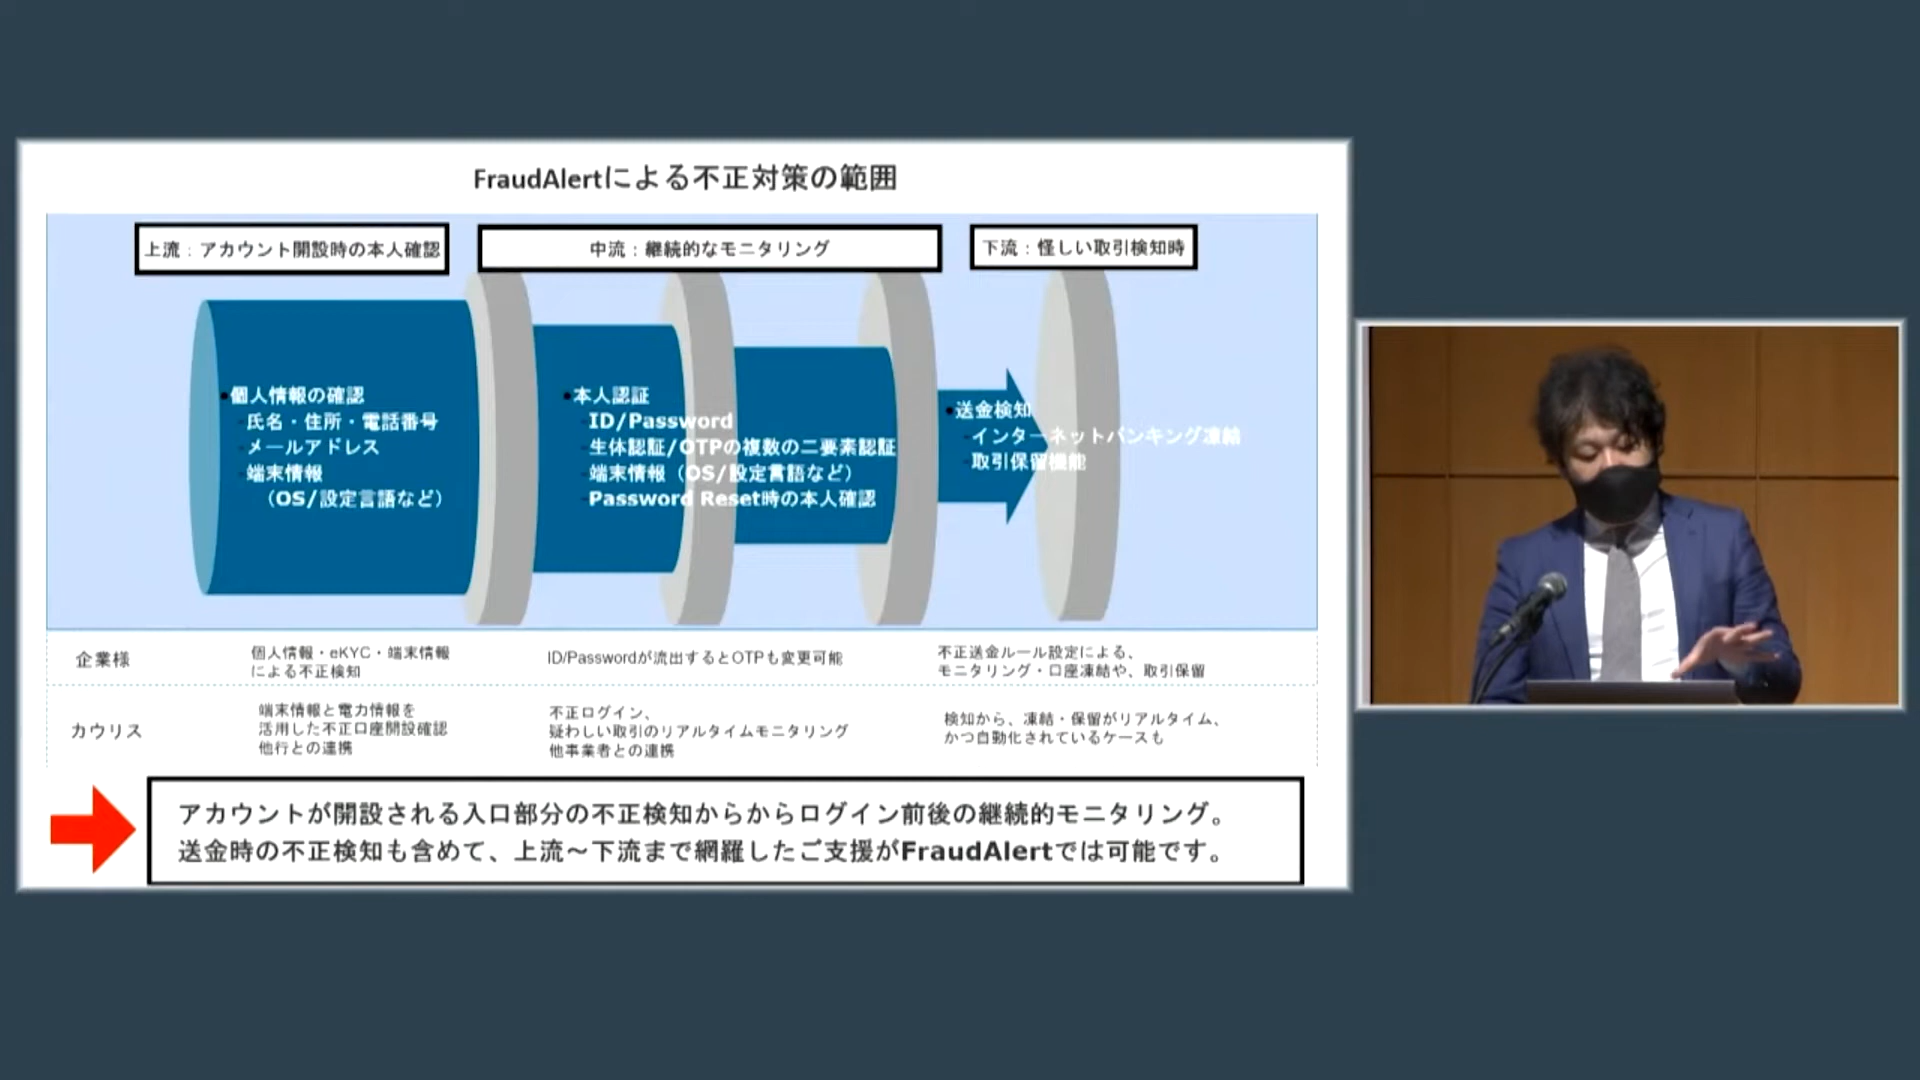 FraudAlertによる不正対策の範囲
上流：アカウント開設時の本人確認
中流：継続的なモニタリング
下流：怪しい取引検知時
•個人情報の確認
-氏名・住所・電話番号
-メールアドレス
-端末情報
（OS/設定言語など）
•本人認証
-ID/Password
-生体認証/OTPの複数の二要素認証
-端末情報（OS/設定言語など）
-Password Reset時の本人確認
•送金検知
-インターネットバンキング凍結
-取引保留機能
企業様
個人情報・eKYC・端末情報
による不正検知
ID/Passwordが流出するとOTPも変更可能
不正送金ルール設定による、
モニタリング・口座凍結や、取引保留
カウリス
端末情報と電力情報を
活用した不正口座開設確認
他行との連携
不正ログイン、
疑わしい取引のリアルタイムモニタリング
他事業者との連携
検知から、凍結・保留がリアルタイム、
かつ自動化されているケースも
アカウントが開設される入口部分の不正検知からからログイン前後の継続的モニタリング。
送金時の不正検知も含めて、上流～下流まで網羅したご支援がFraudAlertでは可能です。